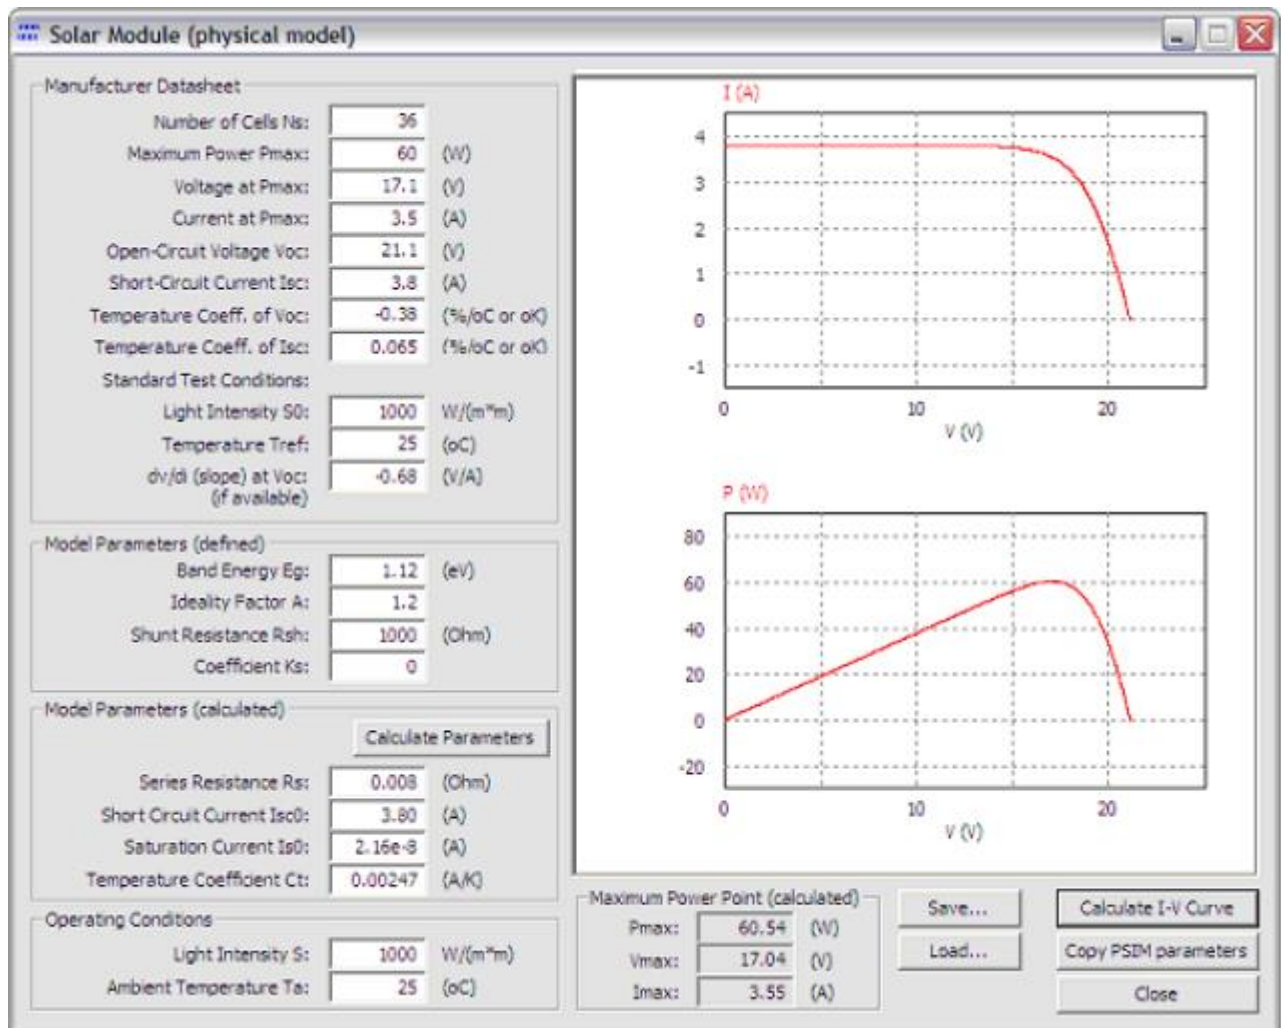 Solar Module (physical model)
Manufacturer Datasheet
Number of Cells Ns: 36
Maximum Power Pmax: 60 (W)
Voltage at Pmax: 17.1 (V)
Current at Pmax: 3.5 (A)
Open-Circuit Voltage Voc: 21.1 (V)
Short-Circuit Current Isc: 3.8 (A)
Temperature Coeff. of Voc: -0.38 (%/oC or oK)
Temperature Coeff. of Isc: 0.065 (%/oC or oK)
Standard Test Conditions:
Light Intensity S0: 1000 W/(m*m)
Temperature Tref: 25 (oC)
dv/di (slope) at Voc: -0.68 (V/A)
(if available)
Model Parameters (defined)
Band Energy Eg: 1.12 (eV)
Ideality Factor A: 1.2
Shunt Resistance Rsh: 1000 (Ohm)
Coefficient Ks: 0
Model Parameters (calculated)
Calculate Parameters
Series Resistance Rs: 0.008 (Ohm)
Short Circuit Current Isc0: 3.80 (A)
Saturation Current Is0: 2.16e-8 (A)
Temperature Coefficient Ct: 0.00247 (A/K)
Operating Conditions
Light Intensity S: 1000 W/(m*m)
Ambient Temperature Ta: 25 (oC)
I (A)
4
3
2
1
0
-1
0 10 20
V (V)
P (W)
80
60
40
20
0
-20
0 10 20
V (V)
Maximum Power Point (calculated)
Pmax: 60.54 (W)
Vmax: 17.04 (V)
Imax: 3.55 (A)
Save...
Load...
Calculate I-V Curve
Copy PSIM parameters
Close